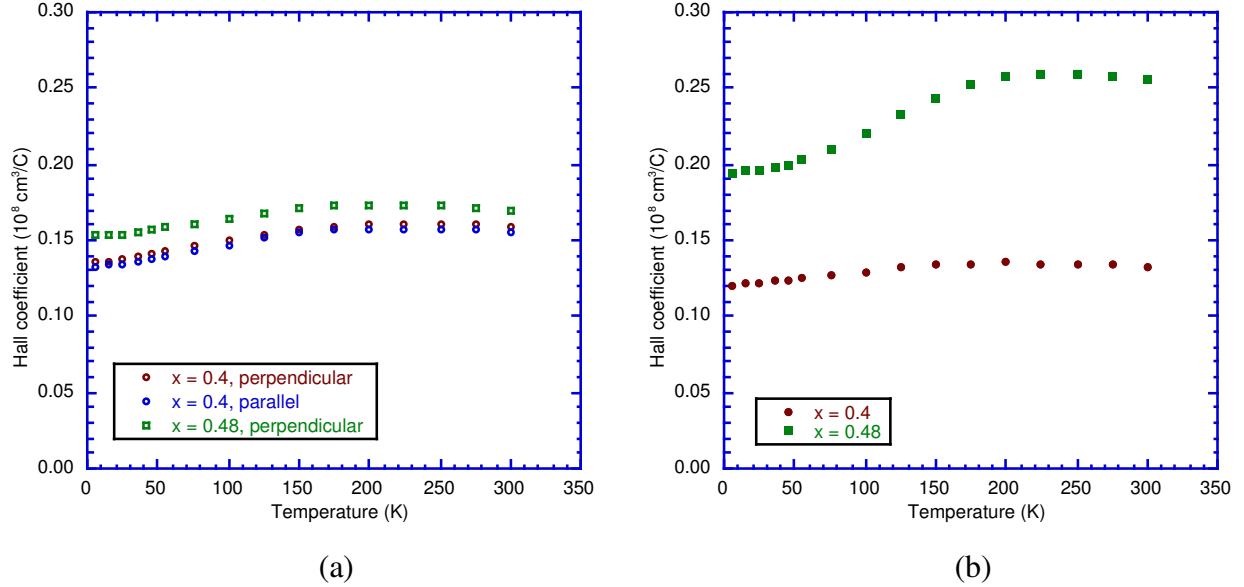 0.30
0.25
0.20
0.15
0.10
0.05
0.00
Hall coefficient (10⁸ cm³/C)
x = 0.4, perpendicular
x = 0.4, parallel
x = 0.48, perpendicular
0 50 100 150 200 250 300 350
Temperature (K)
(a)
0.30
0.25
0.20
0.15
0.10
0.05
0.00
Hall coefficient (10⁸ cm³/C)
x = 0.4
x = 0.48
0 50 100 150 200 250 300 350
Temperature (K)
(b)